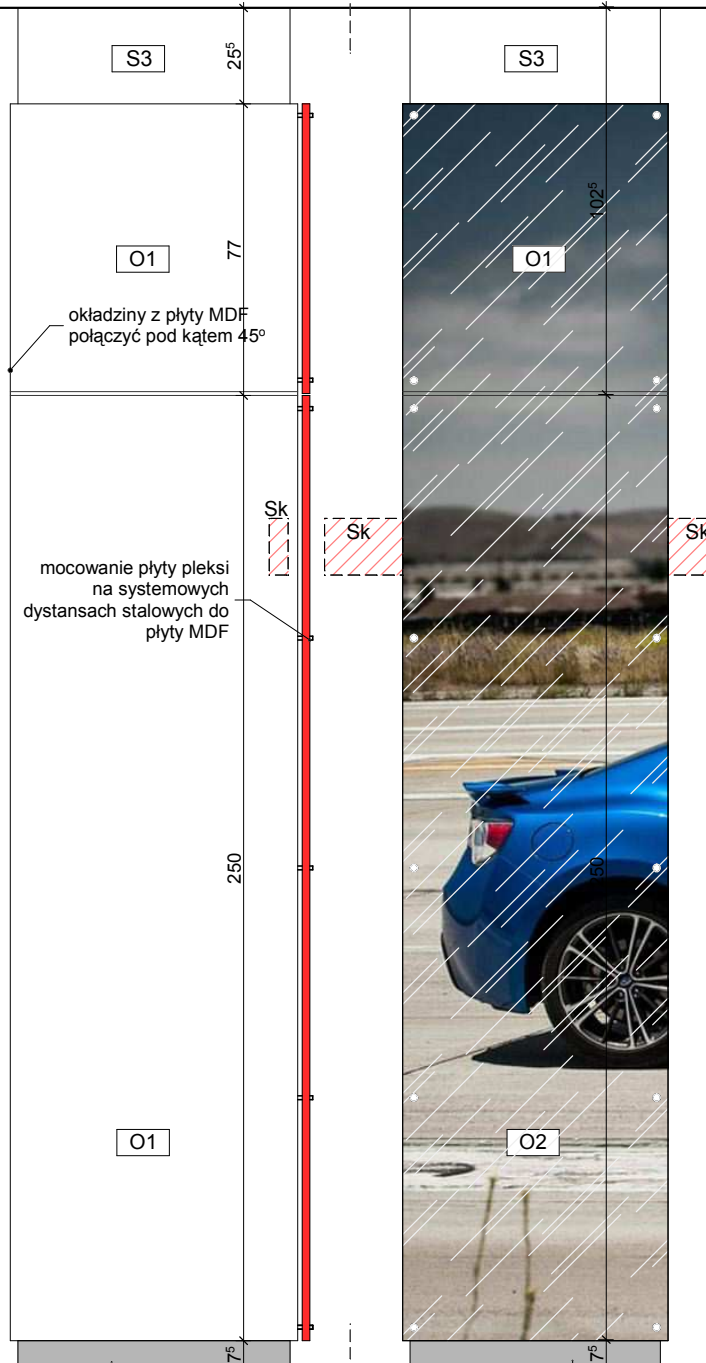 S3
S3
25⁵
102⁵
O1
77
O1
okładziny z płyty MDF
połączyć pod kątem 45º
Sk
Sk
Sk
mocowanie płyty pleksi
na systemowych
dystansach stalowych do
płyty MDF
250
O1
O2
7⁵
7⁵